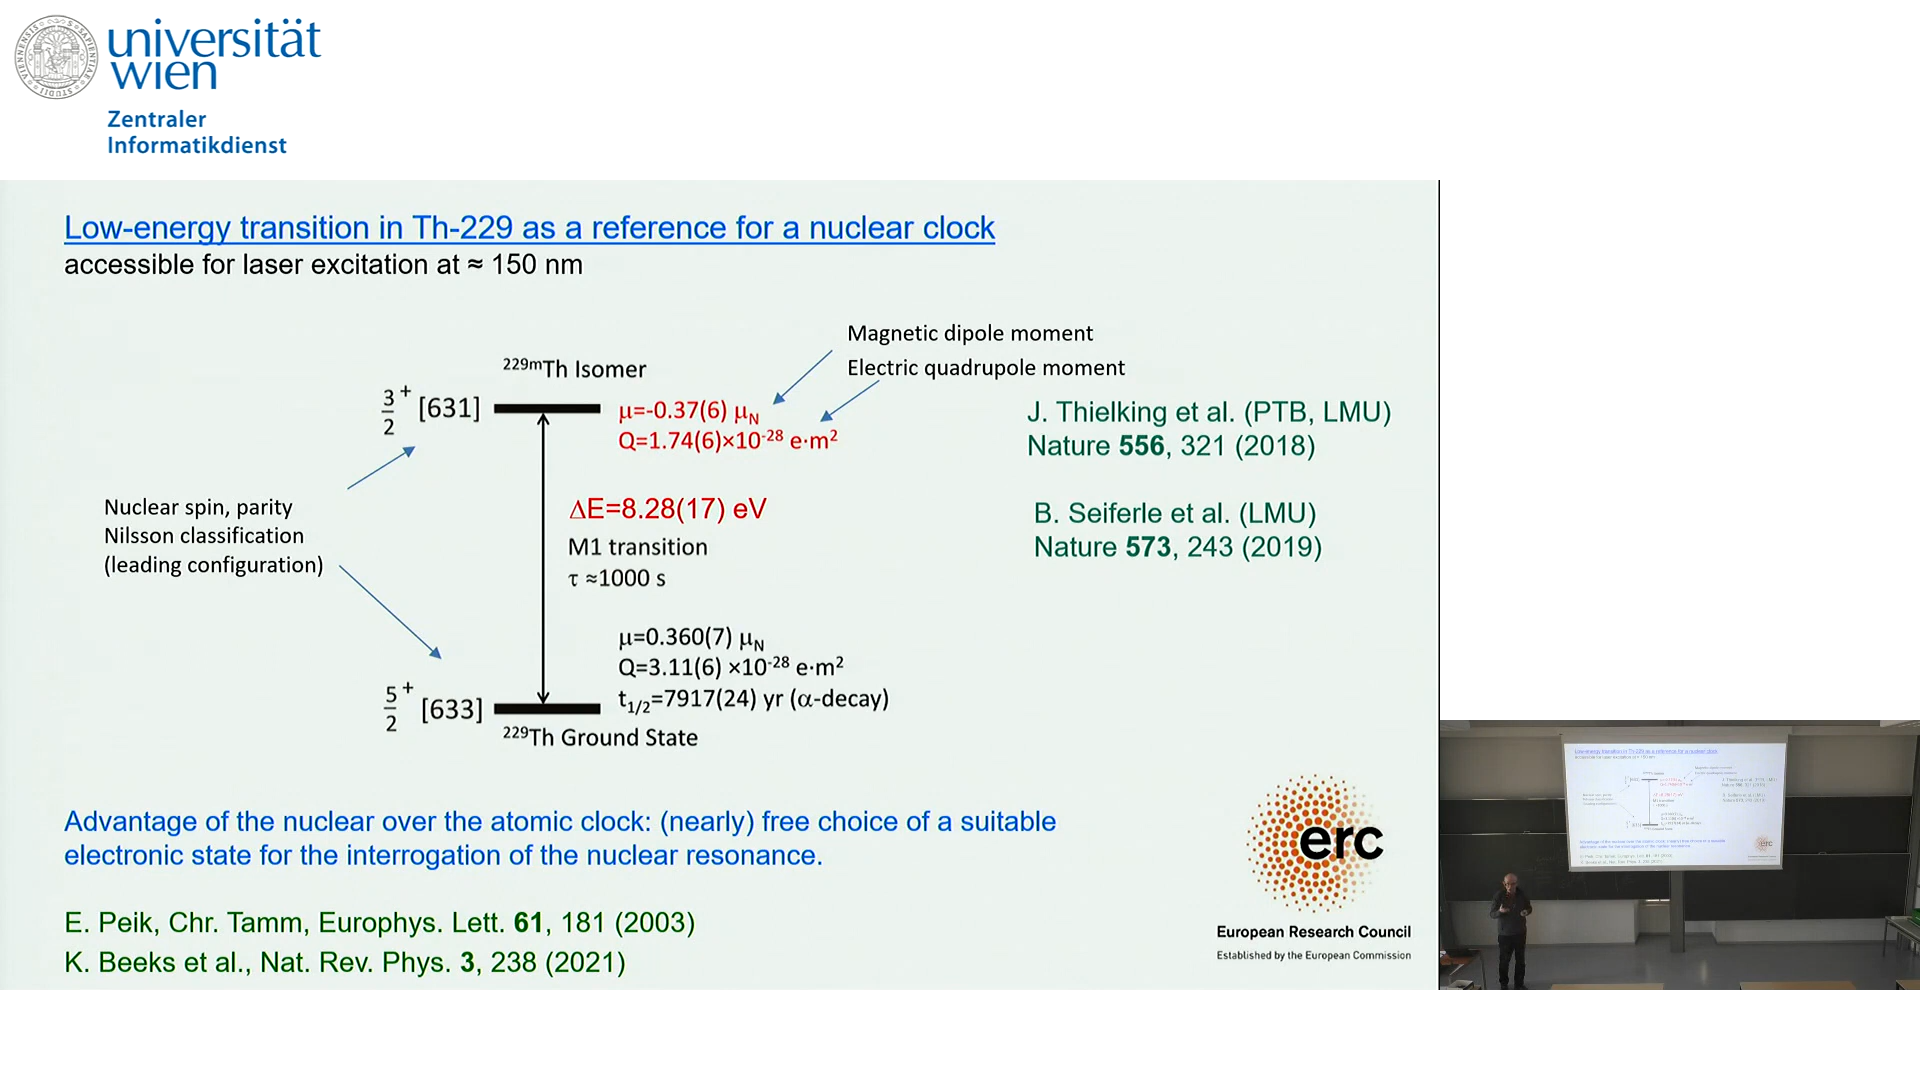 universität
wien
Zentraler
Informatikdienst
Low-energy transition in Th-229 as a reference for a nuclear clock
accessible for laser excitation at ≈ 150 nm
Magnetic dipole moment
Electric quadrupole moment
229mTh Isomer
3/2+ [631]
μ=-0.37(6) μN
Q=1.74(6)×10-28 e·m2
J. Thielking et al. (PTB, LMU)
Nature 556, 321 (2018)
Nuclear spin, parity
Nilsson classification
(leading configuration)
ΔE=8.28(17) eV
M1 transition
τ ≈1000 s
B. Seiferle et al. (LMU)
Nature 573, 243 (2019)
μ=0.360(7) μN
Q=3.11(6) ×10-28 e·m2
t1/2=7917(24) yr (α-decay)
5/2+ [633]
229Th Ground State
Advantage of the nuclear over the atomic clock: (nearly) free choice of a suitable
electronic state for the interrogation of the nuclear resonance.
E. Peik, Chr. Tamm, Europhys. Lett. 61, 181 (2003)
K. Beeks et al., Nat. Rev. Phys. 3, 238 (2021)
erc
European Research Council
Established by the European Commission